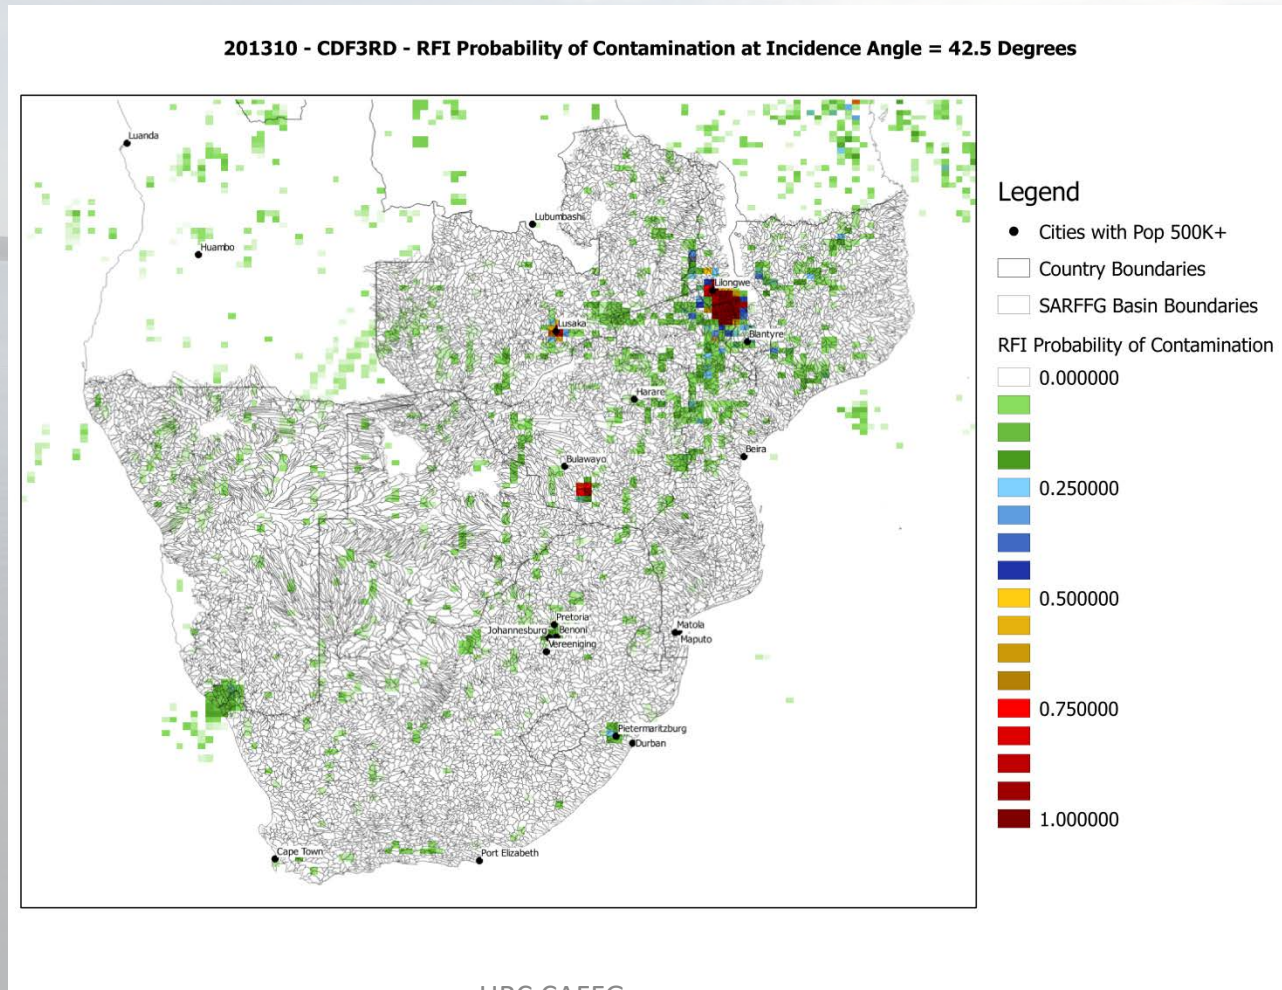 201310 - CDF3RD - RFI Probability of Contamination at Incidence Angle = 42.5 Degrees
Luanda
Lubumbashi
Huambo
Lilongwe
Lusaka
Blantyre
Harare
Beira
Bulawayo
Pretoria
Johannesburg
Benoni
Vereeniging
Matola
Maputo
Pietermaritzburg
Durban
Cape Town
Port Elizabeth
Legend
Cities with Pop 500K+
Country Boundaries
SARFFG Basin Boundaries
RFI Probability of Contamination
0.000000
0.250000
0.500000
0.750000
1.000000